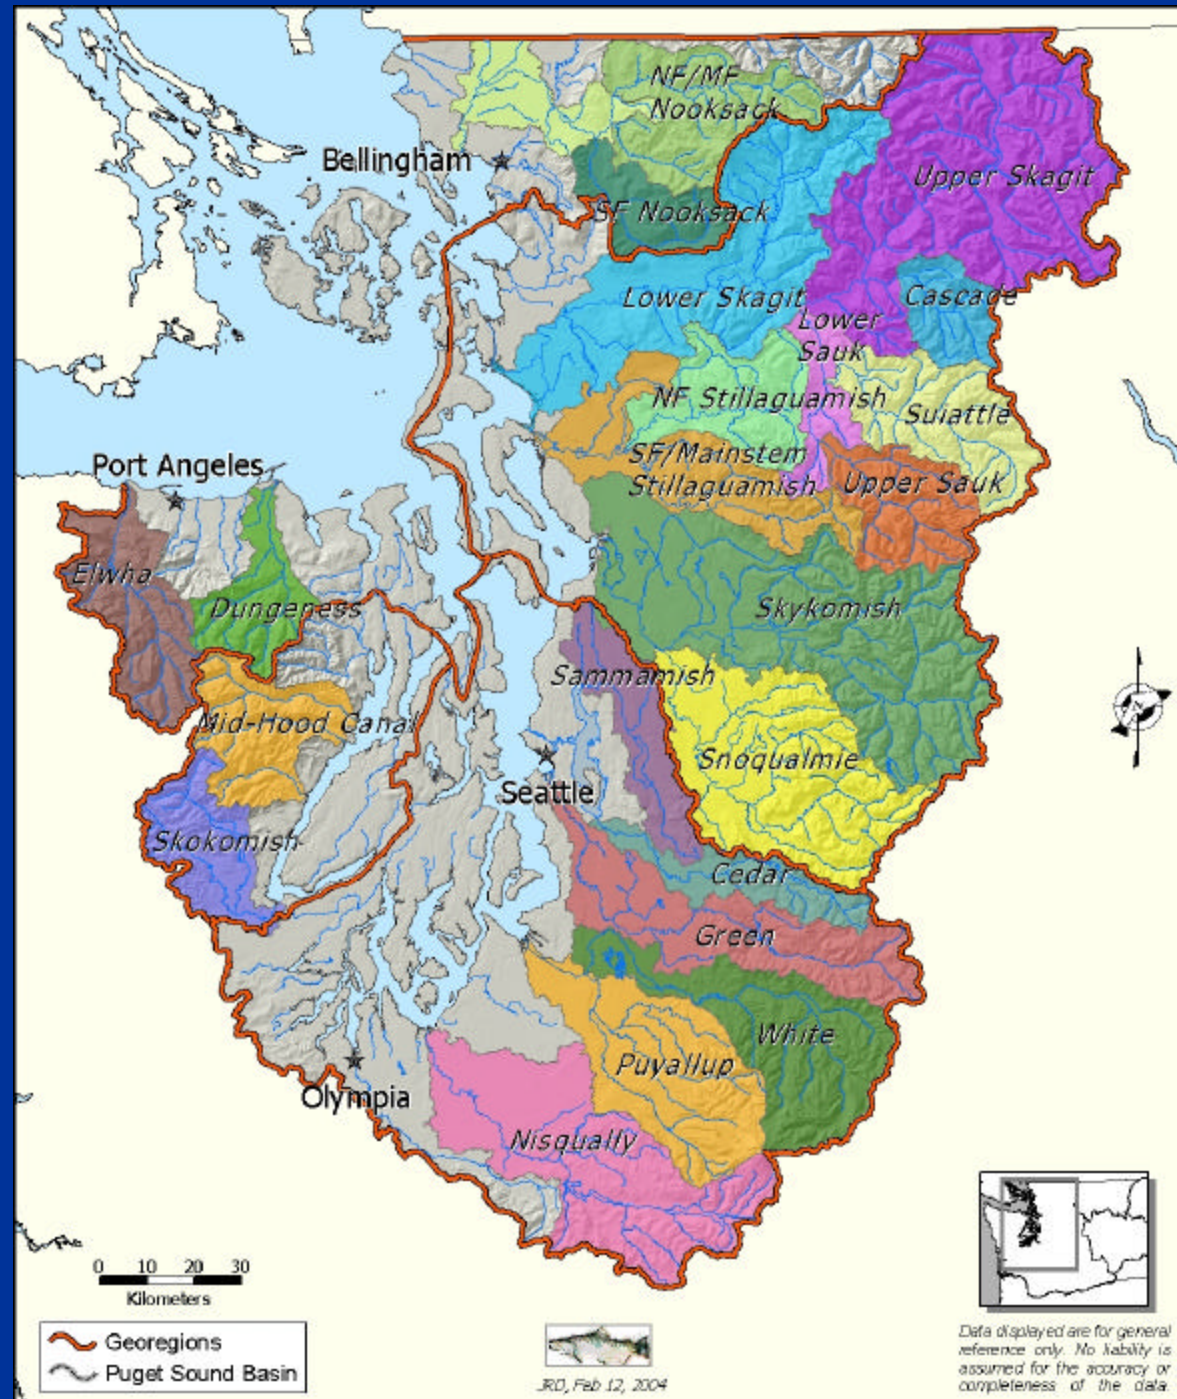 NF/MF
Nooksack
Bellingham
Upper Skagit
SF Nooksack
Lower Skagit
Cascade
Lower
Sauk
NF Stillaguamish
Suiattle
SF/Mainstem
Stillaguamish
Upper Sauk
Port Angeles
Elwha
Dungeness
Skykomish
Sammamish
Mid-Hood Canal
Snoqualmie
Seattle
Skokomish
Cedar
Green
White
Puyallup
Olympia
Nisqually
N
0 10 20 30
Kilometers
Georegions
Puget Sound Basin
JRD, Feb 12, 2004
Data displayed are for general
reference only. No liability is
assumed for the accuracy or
completeness of the data.